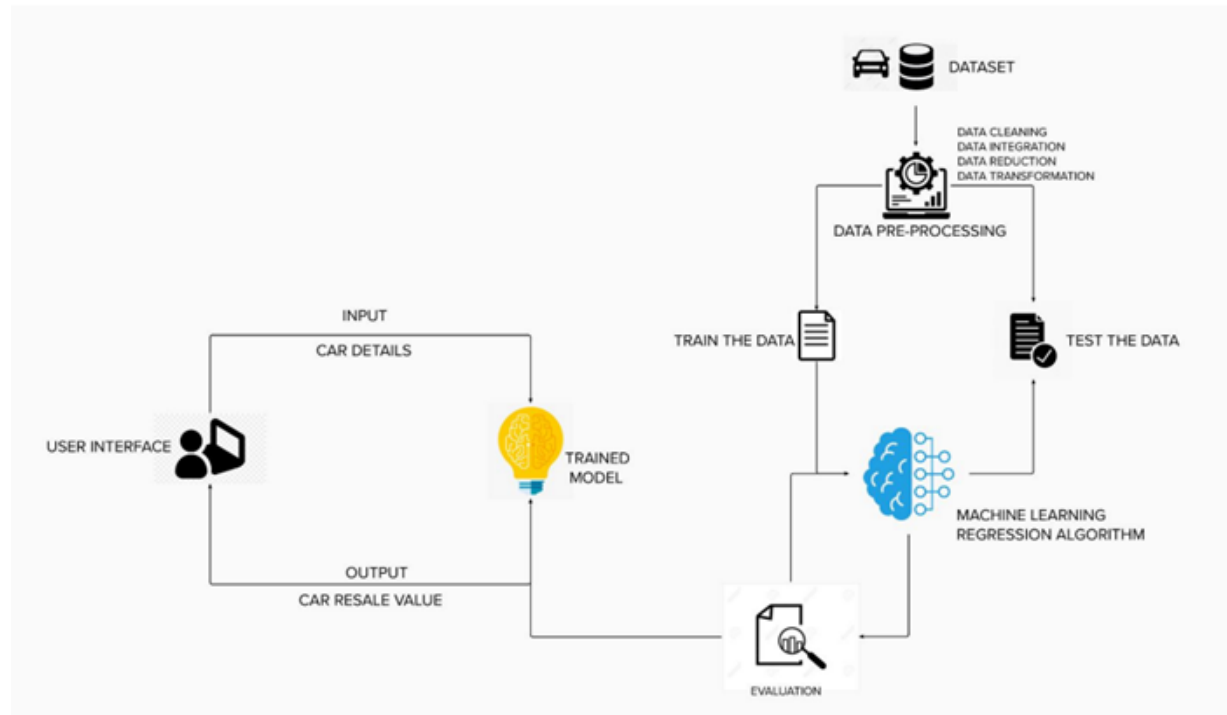 DATASET
DATA CLEANING
DATA INTEGRATION
DATA REDUCTION
DATA TRANSFORMATION
DATA PRE-PROCESSING
INPUT
CAR DETAILS
TRAIN THE DATA
TEST THE DATA
USER INTERFACE
TRAINED
MODEL
MACHINE LEARNING
REGRESSION ALGORITHM
OUTPUT
CAR RESALE VALUE
EVALUATION